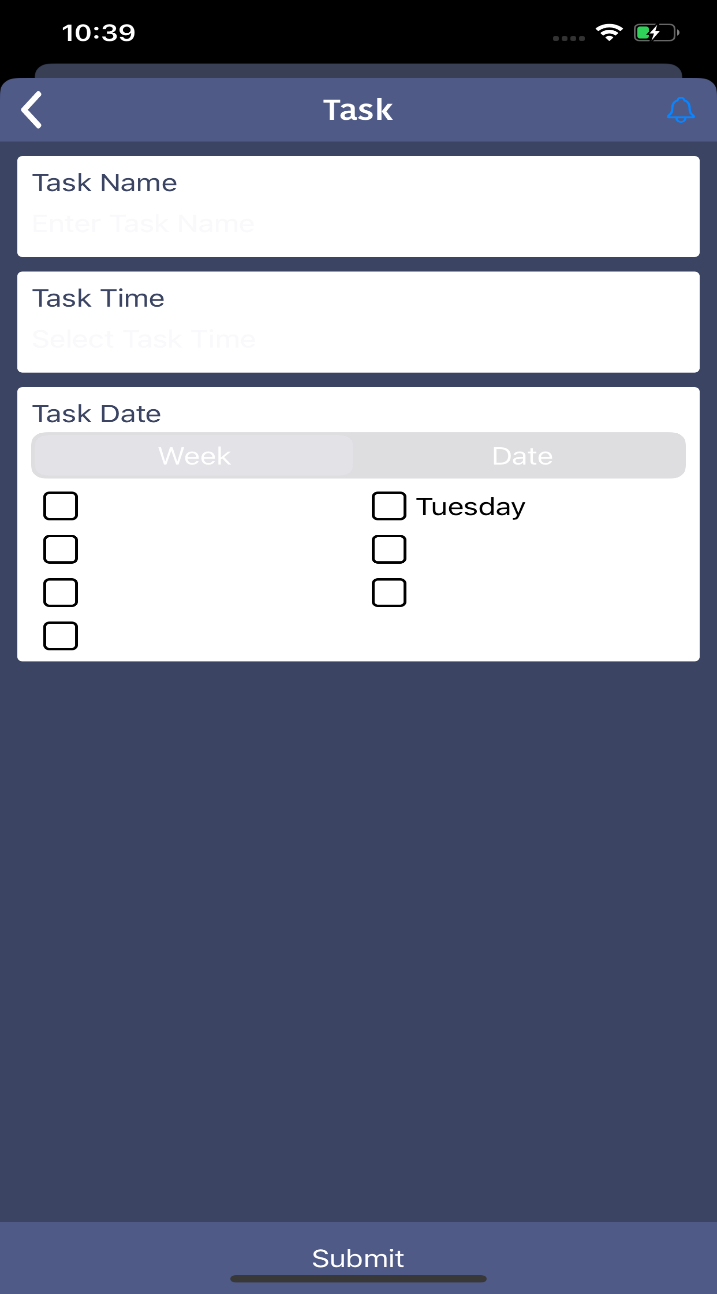 10:39
Task
Task Name
Enter Task Name
Task Time
Select Task Time
Task Date
Week Date
Tuesday
Submit